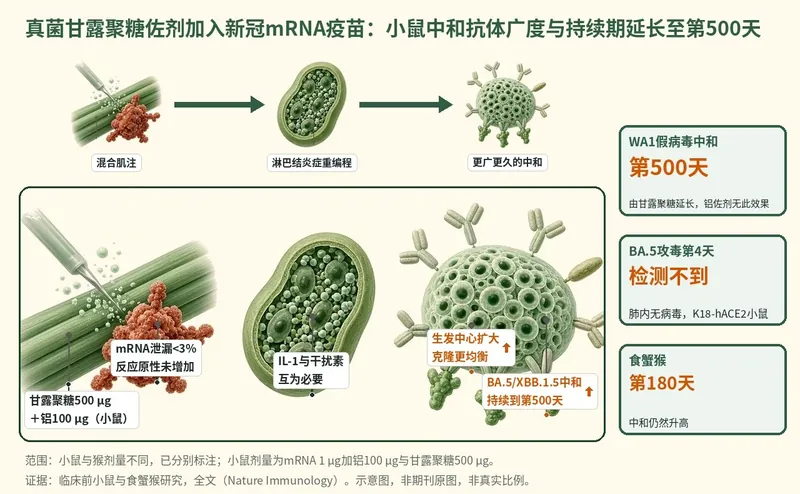 真菌甘露聚糖佐剂加入新冠mRNA疫苗：小鼠中和抗体广度与持续期延长至第500天
混合肌注
淋巴结炎症重编程
更广更久的中和
WA1假病毒中和
第500天
由甘露聚糖延长，铝佐剂无此效果
BA.5攻毒第4天
检测不到
肺内无病毒，K18-hACE2小鼠
食蟹猴
第180天
中和仍然升高
mRNA泄漏<3%
反应原性未增加
甘露聚糖500 μg
＋铝100 μg（小鼠）
IL-1与干扰素
互为必要
生发中心扩大
克隆更均衡
BA.5/XBB.1.5中和
持续到第500天
范围：小鼠与猴剂量不同，已分别标注；小鼠剂量为mRNA 1 μg加铝100 μg与甘露聚糖500 μg。
证据：临床前小鼠与食蟹猴研究，全文（Nature Immunology）。示意图，非期刊原图，非真实比例。